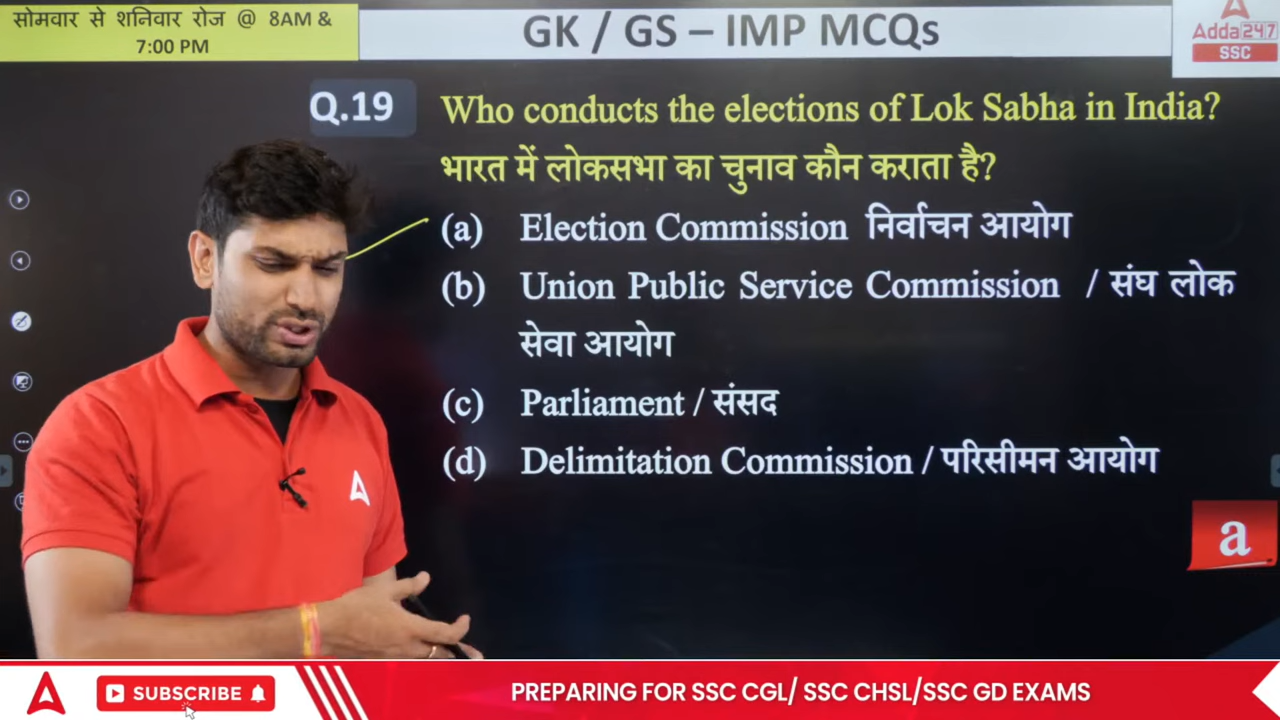 सोमवार से शनिवार रोज @ 8AM &
7:00 PM
GK / GS – IMP MCQs
Adda247
SSC
Q.19 Who conducts the elections of Lok Sabha in India?
भारत में लोकसभा का चुनाव कौन कराता है?
(a) Election Commission निर्वाचन आयोग
(b) Union Public Service Commission / संघ लोक
सेवा आयोग
(c) Parliament / संसद
(d) Delimitation Commission / परिसीमन आयोग
a
SUBSCRIBE
PREPARING FOR SSC CGL/ SSC CHSL/SSC GD EXAMS